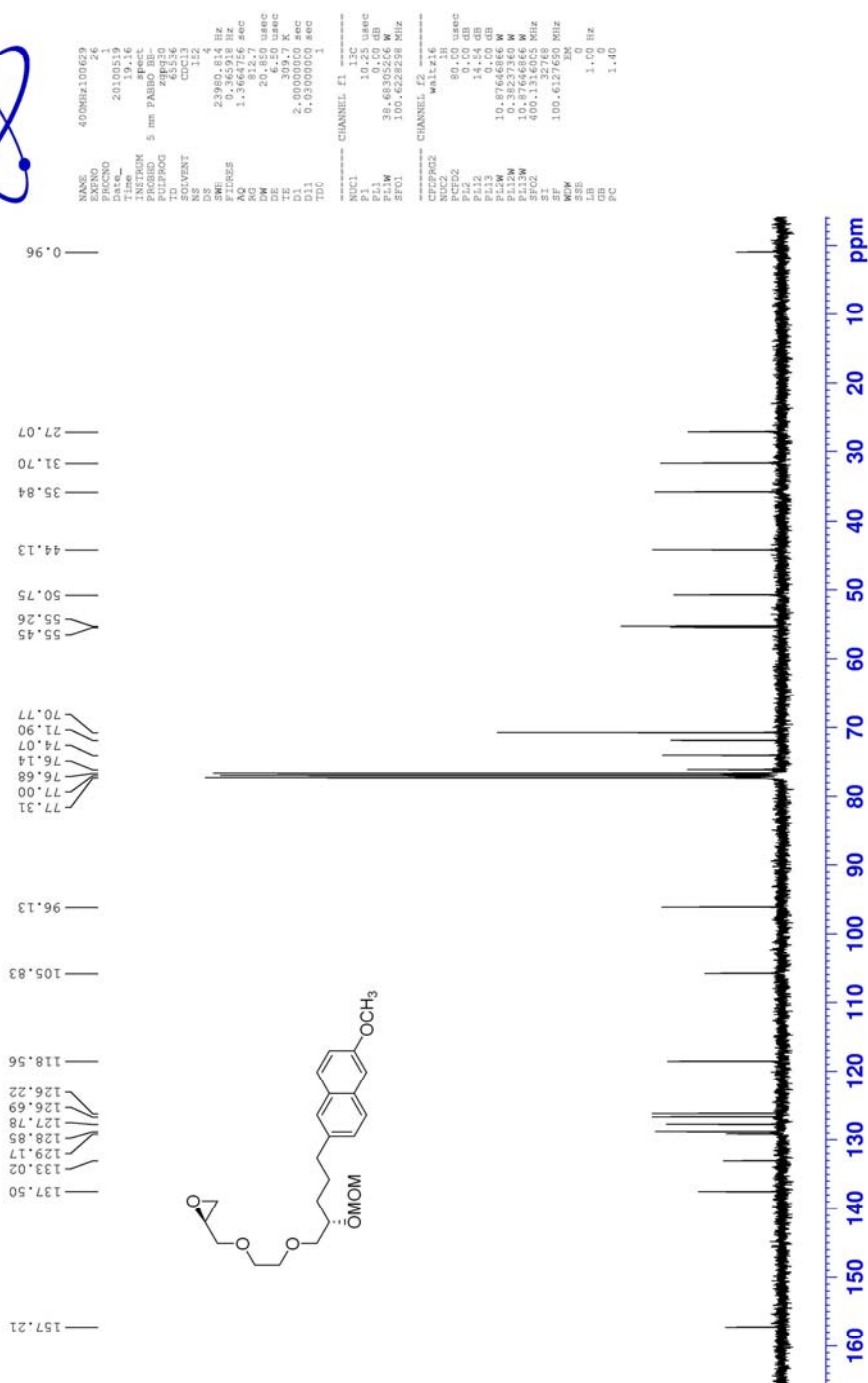 NAME 400MHz100629
EXPNO 26
PROCNO 1
Date_ 20100519
Time 19.16
INSTRUM spect
PROBHD 5 mm PABBO BB-
PULPROG zgpg30
TD 65536
SOLVENT CDCl3
NS 152
DS 4
SWH 23980.814 Hz
FIDRES 0.365918 Hz
AQ 1.3664756 sec
RG 812.7
DW 20.850 usec
DE 6.50 usec
TE 309.7 K
D1 2.00000000 sec
D11 0.03000000 sec
TD0 1
======== CHANNEL f1 ========
NUC1 13C
P1 10.25 usec
PL1 0.00 dB
PL1W 38.68305206 W
SFO1 100.6228298 MHz
======== CHANNEL f2 ========
CPDPRG2 waltz16
NUC2 1H
PCPD2 80.00 usec
PL2 0.00 dB
PL12 14.54 dB
PL13 0.00 dB
PL2W 10.87646866 W
PL12W 0.38237360 W
PL13W 10.87646866 W
SFO2 400.1316005 MHz
SI 32768
SF 100.6127690 MHz
WDW EM
SSB 0
LB 1.00 Hz
GB 0
PC 1.40
157.21
137.50
133.02
129.17
128.85
127.78
126.69
126.22
118.56
105.83
96.13
77.31
77.00
76.68
76.14
74.07
71.90
70.77
55.45
55.26
50.75
44.13
35.84
31.70
27.07
0.96
O
O
O
OMOM
OCH3
160 150 140 130 120 110 100 90 80 70 60 50 40 30 20 10 ppm